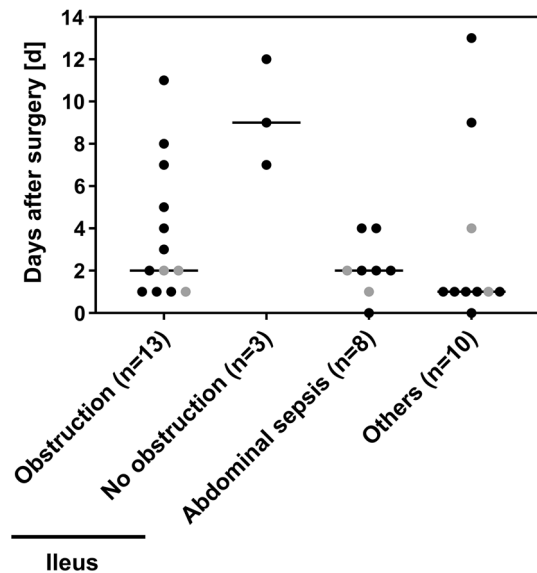 Days after surgery [d]
14
12
10
8
6
4
2
0
Obstruction (n=13)
No obstruction (n=3)
Abdominal sepsis (n=8)
Others (n=10)
Ileus